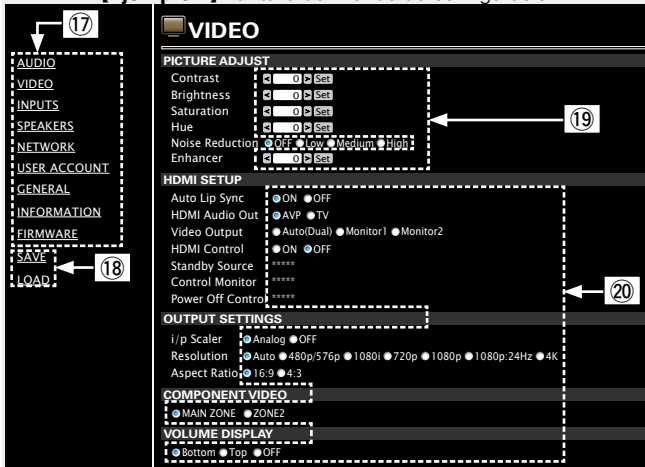 ⑰
VIDEO
AUDIO
VIDEO
INPUTS
SPEAKERS
NETWORK
USER ACCOUNT
GENERAL
INFORMATION
FIRMWARE
SAVE
LOAD
⑱
PICTURE ADJUST
Contrast < 0 > Set
Brightness < 0 > Set
Saturation < 0 > Set
Hue < 0 > Set
Noise Reduction OFF Low Medium High
Enhancer < 0 > Set
⑲
HDMI SETUP
Auto Lip Sync ON OFF
HDMI Audio Out AVP TV
Video Output Auto(Dual) Monitor1 Monitor2
HDMI Control ON OFF
Standby Source *****
Control Monitor *****
Power Off Contro *****
⑳
OUTPUT SETTINGS
i/p Scaler Analog OFF
Resolution Auto 480p/576p 1080i 720p 1080p 1080p:24Hz 4K
Aspect Ratio 16:9 4:3
COMPONENT VIDEO
MAIN ZONE ZONE2
VOLUME DISPLAY
Bottom Top OFF